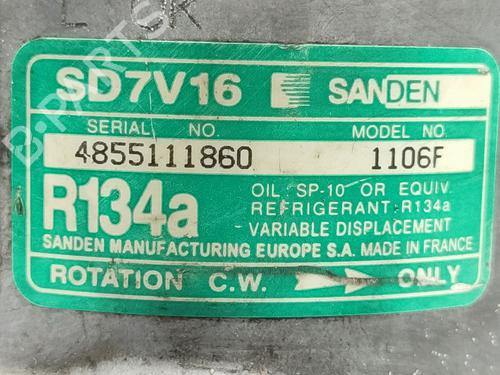 SD7V16 SANDEN
SERIAL NO. MODEL NO.
4855111860 1106F
R134a
OIL: SP-10 OR EQUIV.
REFRIGERANT:R134a
VARIABLE DISPLACEMENT
SANDEN MANUFACTURING EUROPE S.A. MADE IN FRANCE
ROTATION C.W. ONLY
B-PARTS